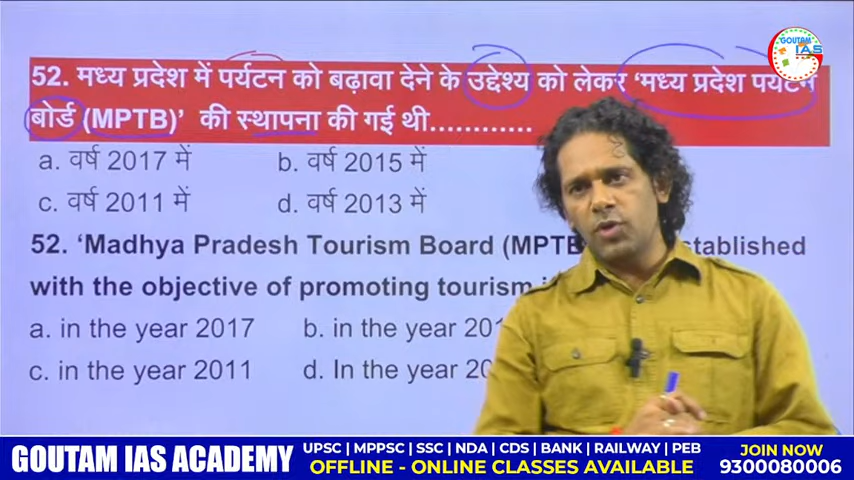 GOUTAM
IAS
52. मध्य प्रदेश में पर्यटन को बढ़ावा देने के उद्देश्य को लेकर ‘मध्य प्रदेश पर्यटन
बोर्ड (MPTB)’ की स्थापना की गई थी............
a. वर्ष 2017 में b. वर्ष 2015 में
c. वर्ष 2011 में d. वर्ष 2013 में
52. ‘Madhya Pradesh Tourism Board (MPTB
with the objective of promoting tourism
a. in the year 2017 b. in the year
c. in the year 2011 d. In the year
GOUTAM IAS ACADEMY
UPSC | MPPSC | SSC | NDA | CDS | BANK | RAILWAY | PEB
OFFLINE - ONLINE CLASSES AVAILABLE
JOIN NOW
9300080006